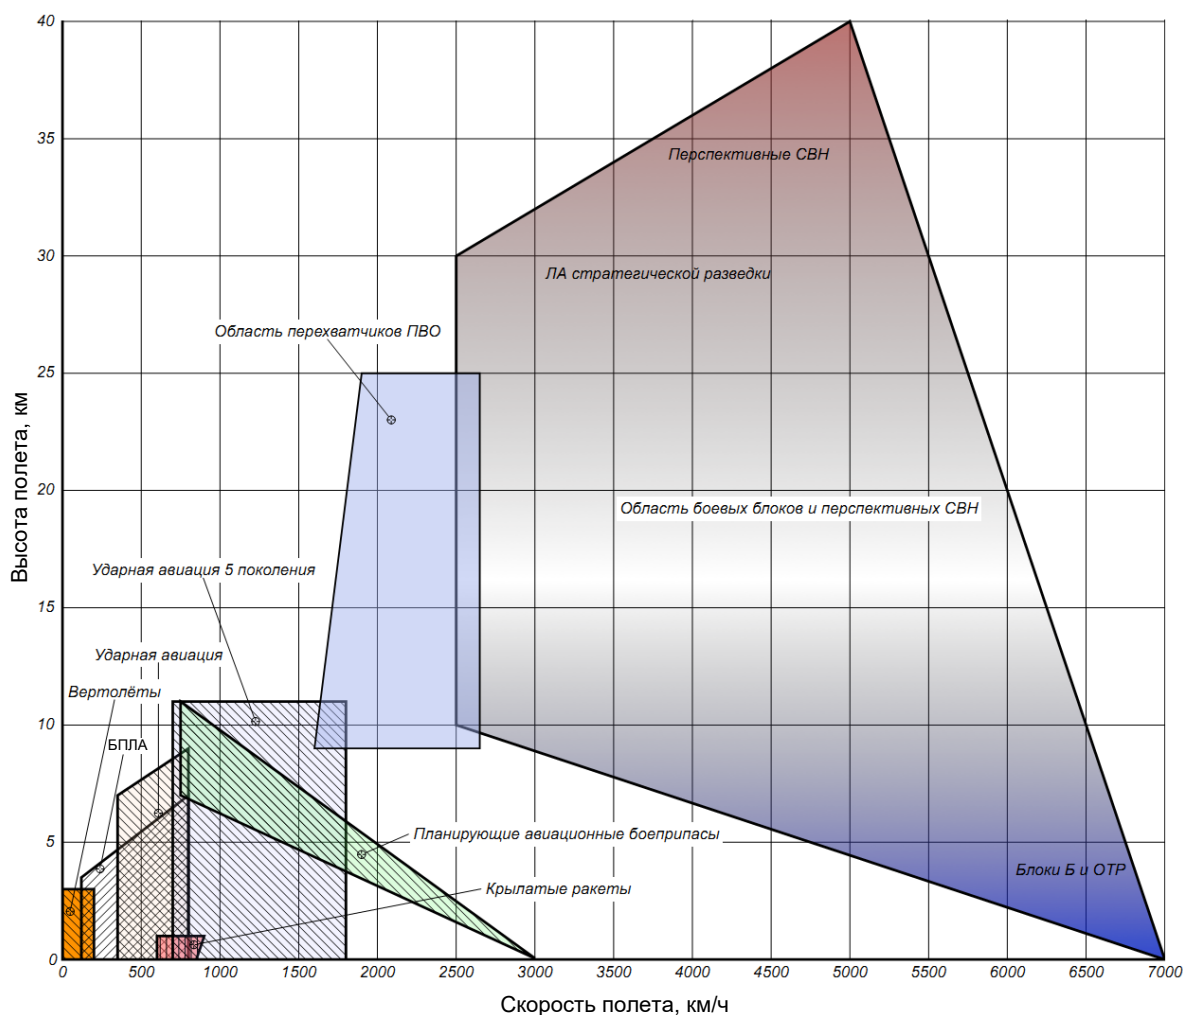 40
35
Перспективные СВН
30
ЛА стратегической разведки
Область перехватчиков ПВО
25
Высота полета, км
20
Область боевых блоков и перспективных СВН
Ударная авиация 5 поколения
15
Ударная авиация
Вертолёты
10
БПЛА
Планирующие авиационные боеприпасы
5
Блоки Б и ОТР
Крылатые ракеты
0
0 500 1000 1500 2000 2500 3000 3500 4000 4500 5000 5500 6000 6500 7000
Скорость полета, км/ч